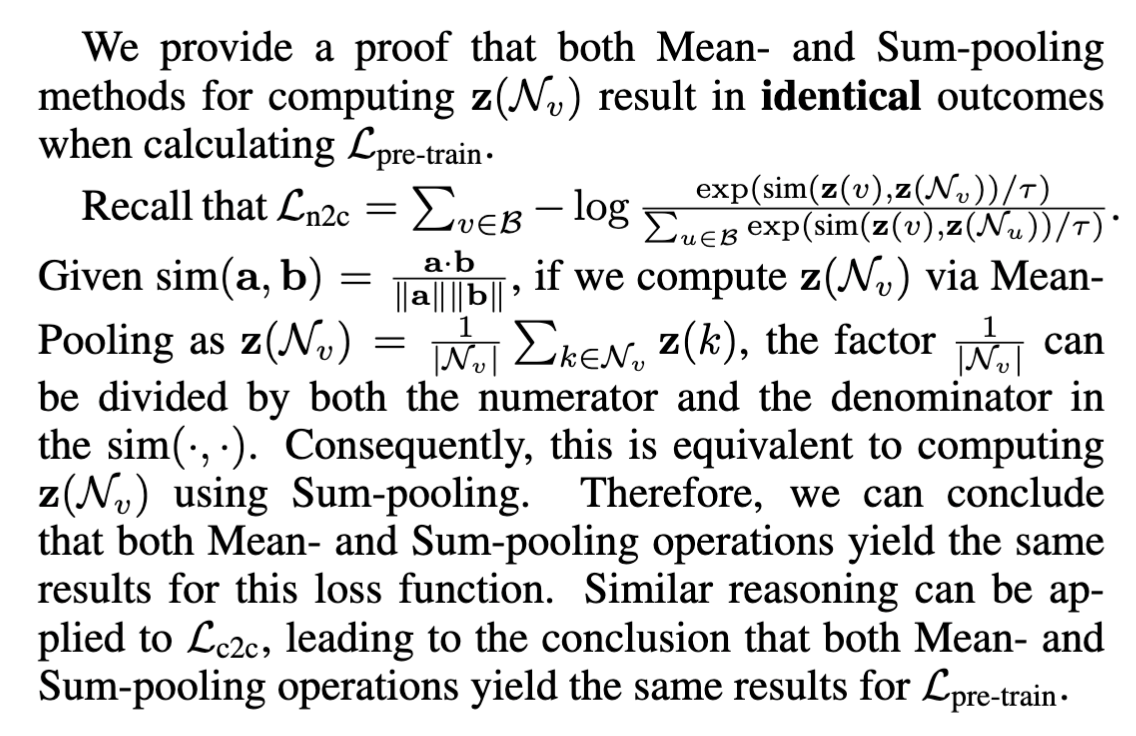 We provide a proof that both Mean- and Sum-pooling
methods for computing $\mathbf{z}(\mathcal{N}_v)$ result in identical outcomes
when calculating $\mathcal{L}_{\text{pre-train}}$.
Recall that $\mathcal{L}_{\text{n2c}} = \sum_{v \in \mathcal{B}} - \log \frac{\exp(\text{sim}(\mathbf{z}(v), \mathbf{z}(\mathcal{N}_v))/\tau)}{\sum_{u \in \mathcal{B}} \exp(\text{sim}(\mathbf{z}(v), \mathbf{z}(\mathcal{N}_u))/\tau)}$.
Given $\text{sim}(\mathbf{a}, \mathbf{b}) = \frac{\mathbf{a} \cdot \mathbf{b}}{\|\mathbf{a}\| \|\mathbf{b}\|}$, if we compute $\mathbf{z}(\mathcal{N}_v)$ via Mean-
Pooling as $\mathbf{z}(\mathcal{N}_v) = \frac{1}{|\mathcal{N}_v|} \sum_{k \in \mathcal{N}_v} \mathbf{z}(k)$, the factor $\frac{1}{|\mathcal{N}_v|}$ can
be divided by both the numerator and the denominator in
the $\text{sim}(\cdot, \cdot)$. Consequently, this is equivalent to computing
$\mathbf{z}(\mathcal{N}_v)$ using Sum-pooling. Therefore, we can conclude
that both Mean- and Sum-pooling operations yield the same
results for this loss function. Similar reasoning can be ap-
plied to $\mathcal{L}_{\text{c2c}}$, leading to the conclusion that both Mean- and
Sum-pooling operations yield the same results for $\mathcal{L}_{\text{pre-train}}$.